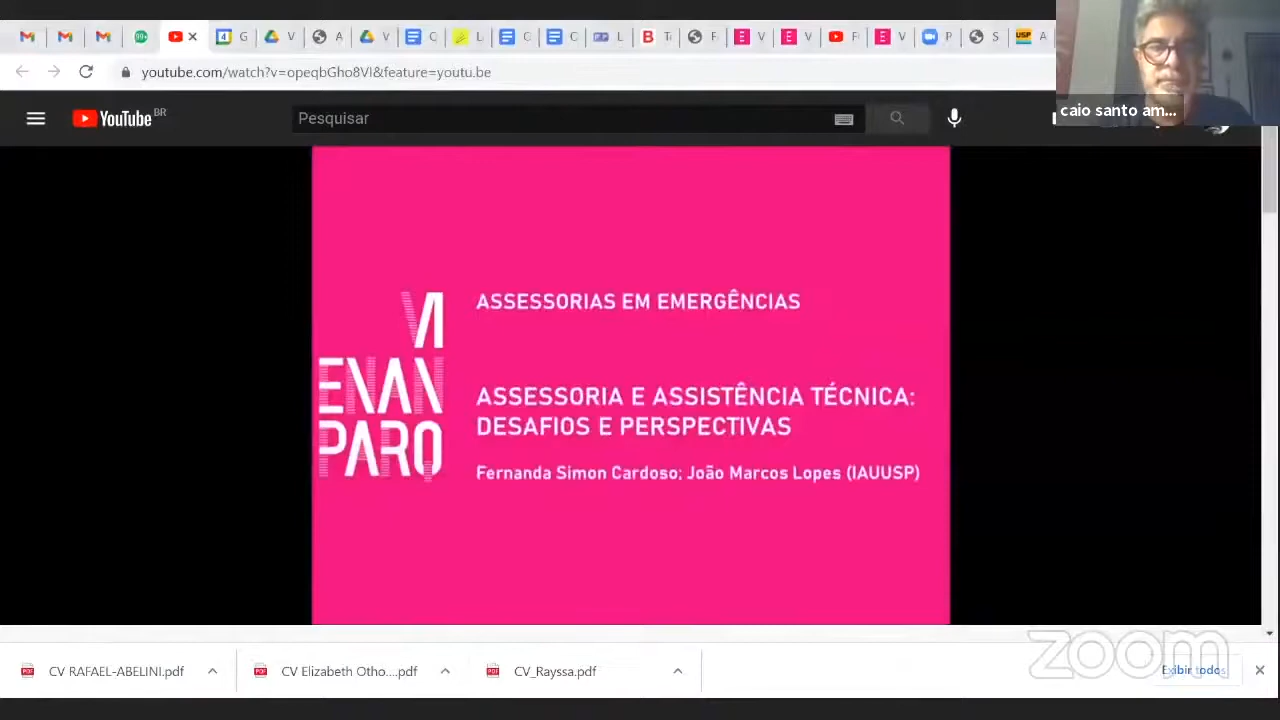 G
V
A
V
C
L
C
C
L
T
F
V
V
F
V
P
S
A
youtube.com/watch?v=opeqbGho8VI&feature=youtu.be
caio santo am...
YouTube BR
Pesquisar
VI
ENAN
PARQ
ASSESSORIAS EM EMERGÊNCIAS
ASSESSORIA E ASSISTÊNCIA TÉCNICA:
DESAFIOS E PERSPECTIVAS
Fernanda Simon Cardoso; João Marcos Lopes (IAUUSP)
zoom
CV RAFAEL-ABELINI.pdf
CV Elizabeth Otho....pdf
CV_Rayssa.pdf
Exibir todos